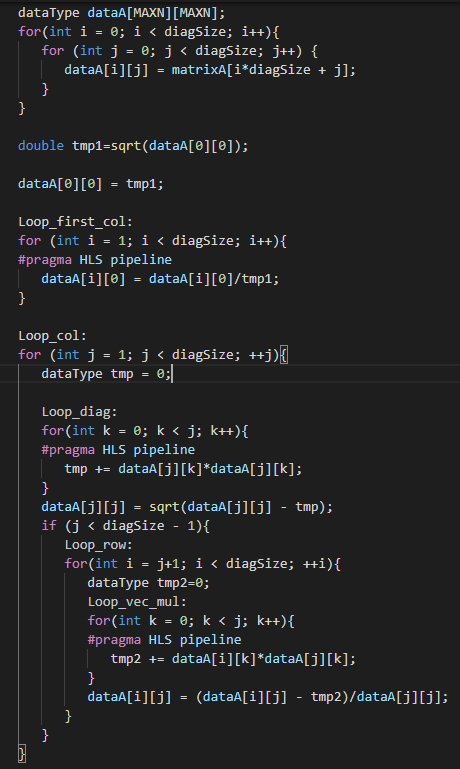 dataType dataA[MAXN][MAXN];
for(int i = 0; i < diagSize; i++){
   for (int j = 0; j < diagSize; j++) {
      dataA[i][j] = matrixA[i*diagSize + j];
   }
}

double tmp1=sqrt(dataA[0][0]);

dataA[0][0] = tmp1;

Loop_first_col:
for (int i = 1; i < diagSize; i++){
#pragma HLS pipeline
   dataA[i][0] = dataA[i][0]/tmp1;
}

Loop_col:
for (int j = 1; j < diagSize; ++j){
   dataType tmp = 0;

   Loop_diag:
   for(int k = 0; k < j; k++){
   #pragma HLS pipeline
      tmp += dataA[j][k]*dataA[j][k];
   }
   dataA[j][j] = sqrt(dataA[j][j] - tmp);
   if (j < diagSize - 1){
      Loop_row:
      for(int i = j+1; i < diagSize; ++i){
         dataType tmp2=0;
         Loop_vec_mul:
         for(int k = 0; k < j; k++){
         #pragma HLS pipeline
            tmp2 += dataA[i][k]*dataA[j][k];
         }
         dataA[i][j] = (dataA[i][j] - tmp2)/dataA[j][j];
      }
   }
}